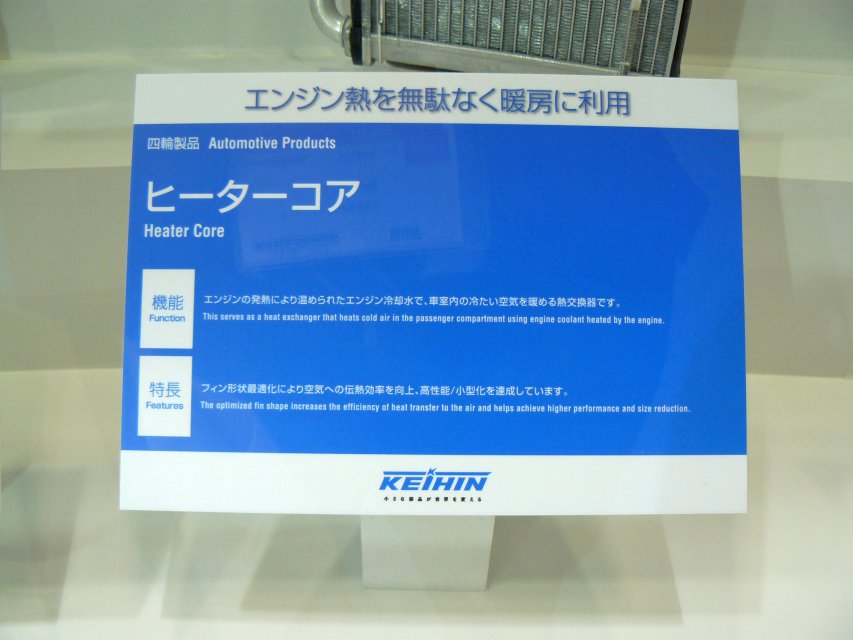 エンジン熱を無駄なく暖房に利用
四輪製品 Automotive Products
ヒーターコア
Heater Core
機能
Function
エンジンの発熱により温められたエンジン冷却水で、車室内の冷たい空気を暖める熱交換器です。
This serves as a heat exchanger that heats cold air in the passenger compartment using engine coolant heated by the engine.
特長
Features
フィン形状最適化により空気への伝熱効率を向上、高性能/小型化を達成しています。
The optimized fin shape increases the efficiency of heat transfer to the air and helps achieve higher performance and size reduction.
KEIHIN
小さな部品が世界を変える